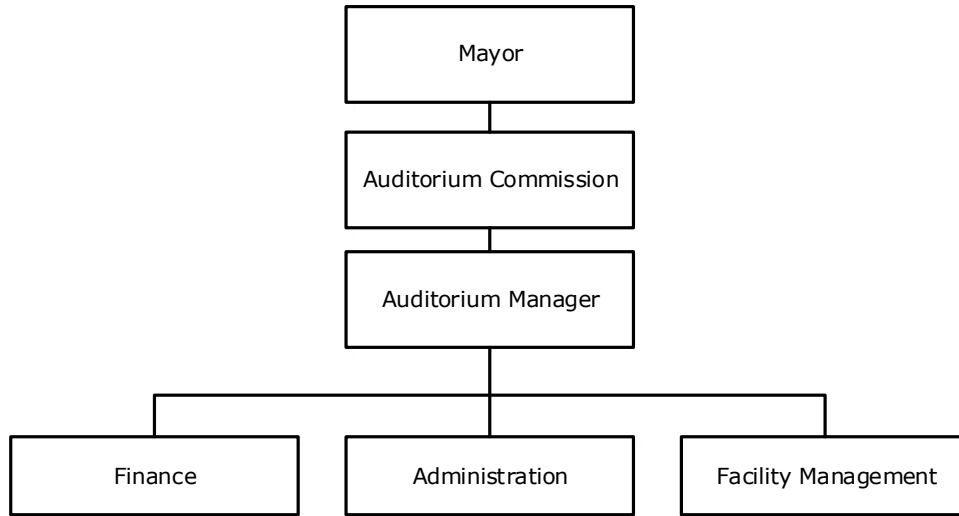 Mayor
Auditorium Commission
Auditorium Manager
Finance
Administration
Facility Management